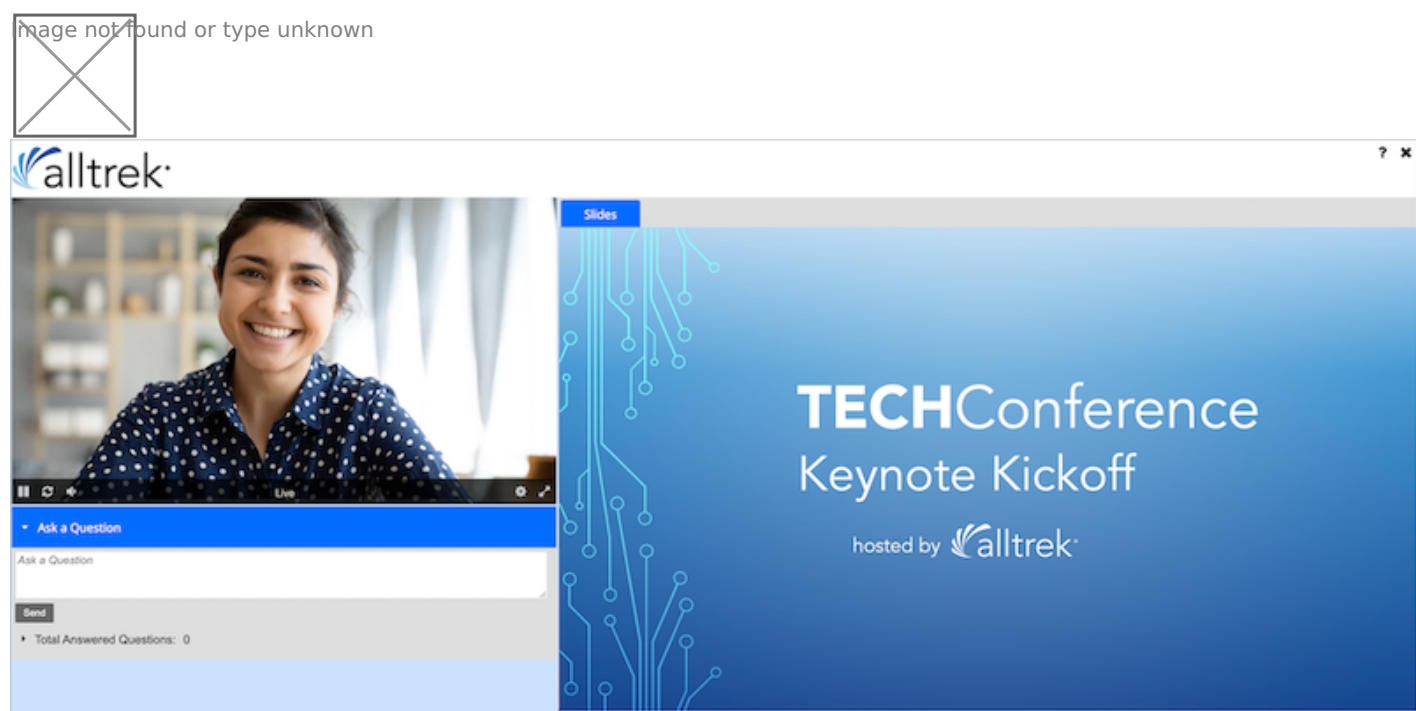 Image not found or type unknown
alltrek
? ✖
Slides
TECHConference
Keynote Kickoff
hosted by alltrek
Live
Ask a Question
Ask a Question
Send
Total Answered Questions: 0